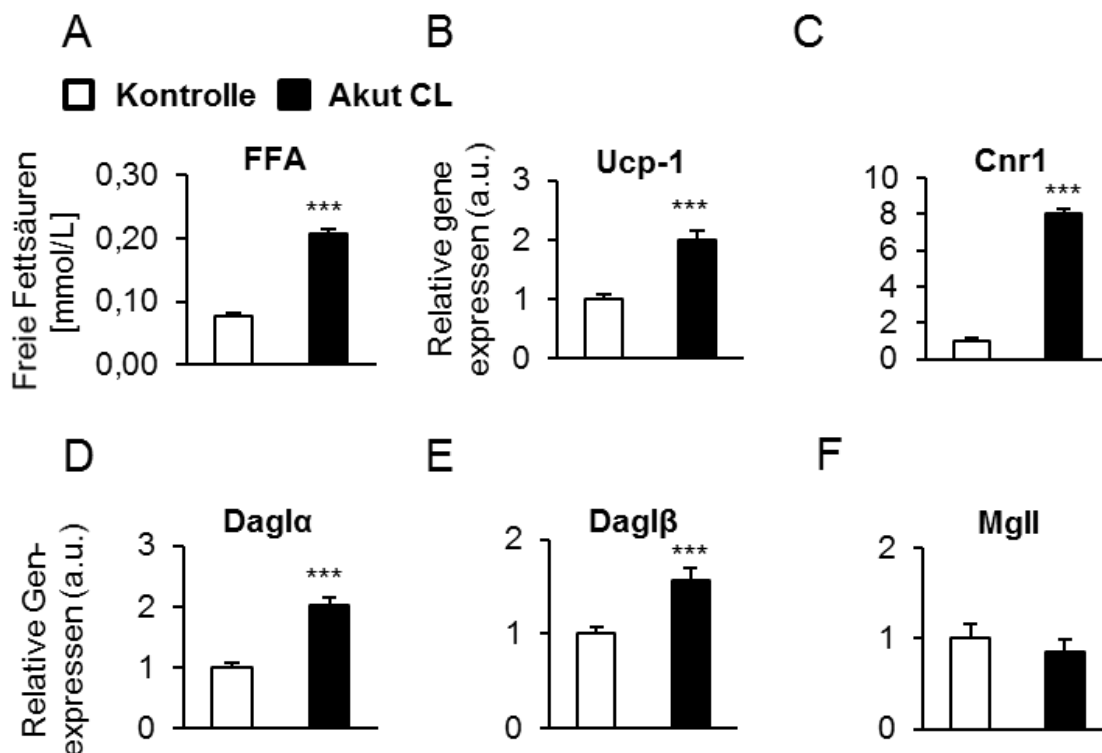 A
B
C
Kontrolle Akut CL
FFA
Freie Fettsäuren
[mmol/L]
0,30
***
0,20
0,10
0,00
Ucp-1
Relative gene
expressen (a.u.)
3
***
2
1
0
Cnr1
10
***
8
6
4
2
0
D
E
F
Daglα
Relative Gen-
expressen (a.u.)
3
***
2
1
0
Daglβ
2
***
1
0
Mgll
2
1
0